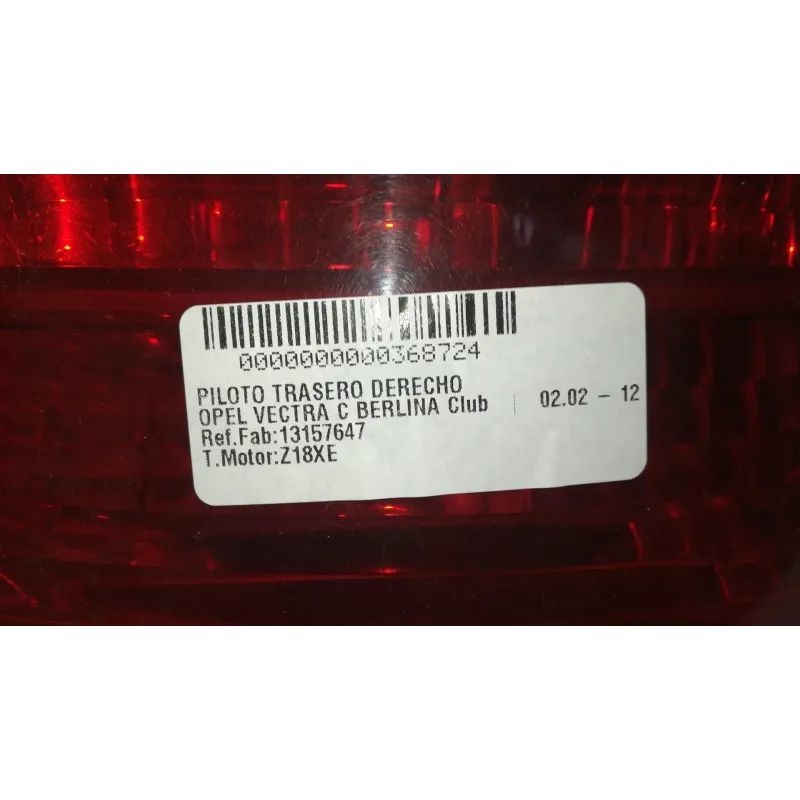 0000000000368724
PILOTO TRASERO DERECHO
OPEL VECTRA C BERLINA Club | 02.02 - 12
Ref.Fab:13157647
T.Motor:Z18XE